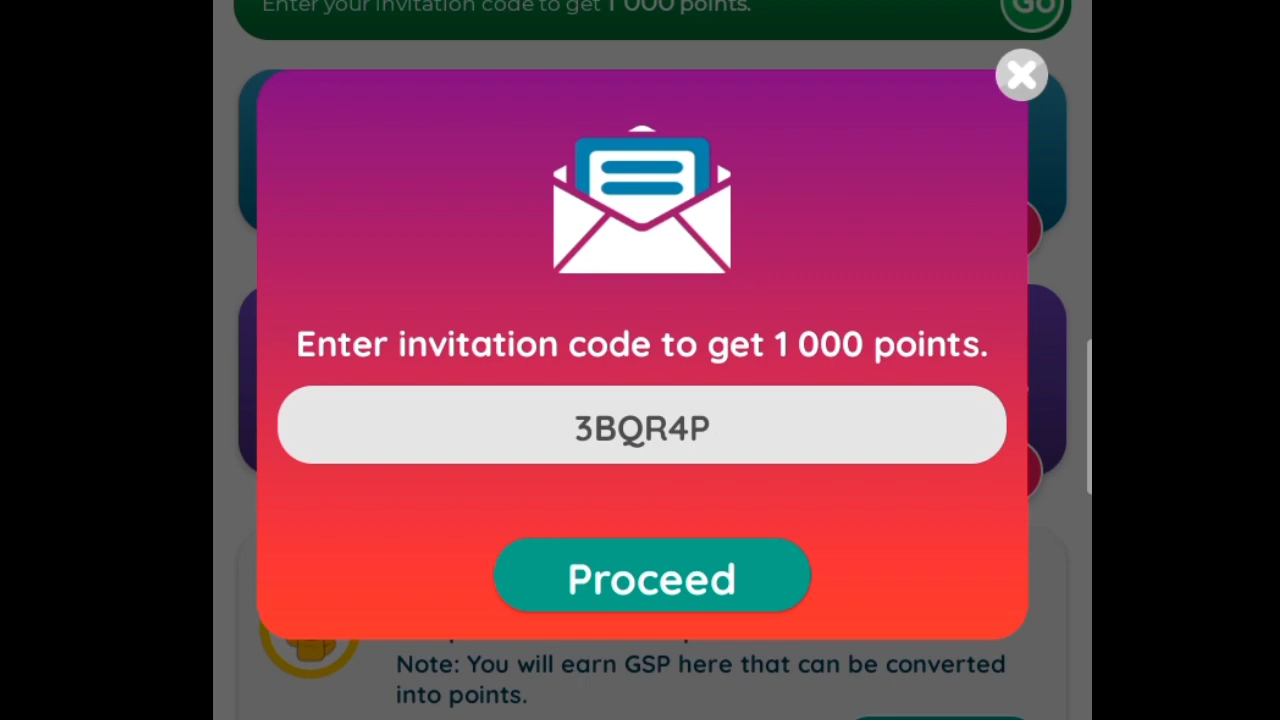 Enter your invitation code to get 1 000 points.
Go
Enter invitation code to get 1 000 points.
3BQR4P
Proceed
Note: You will earn GSP here that can be converted
into points.